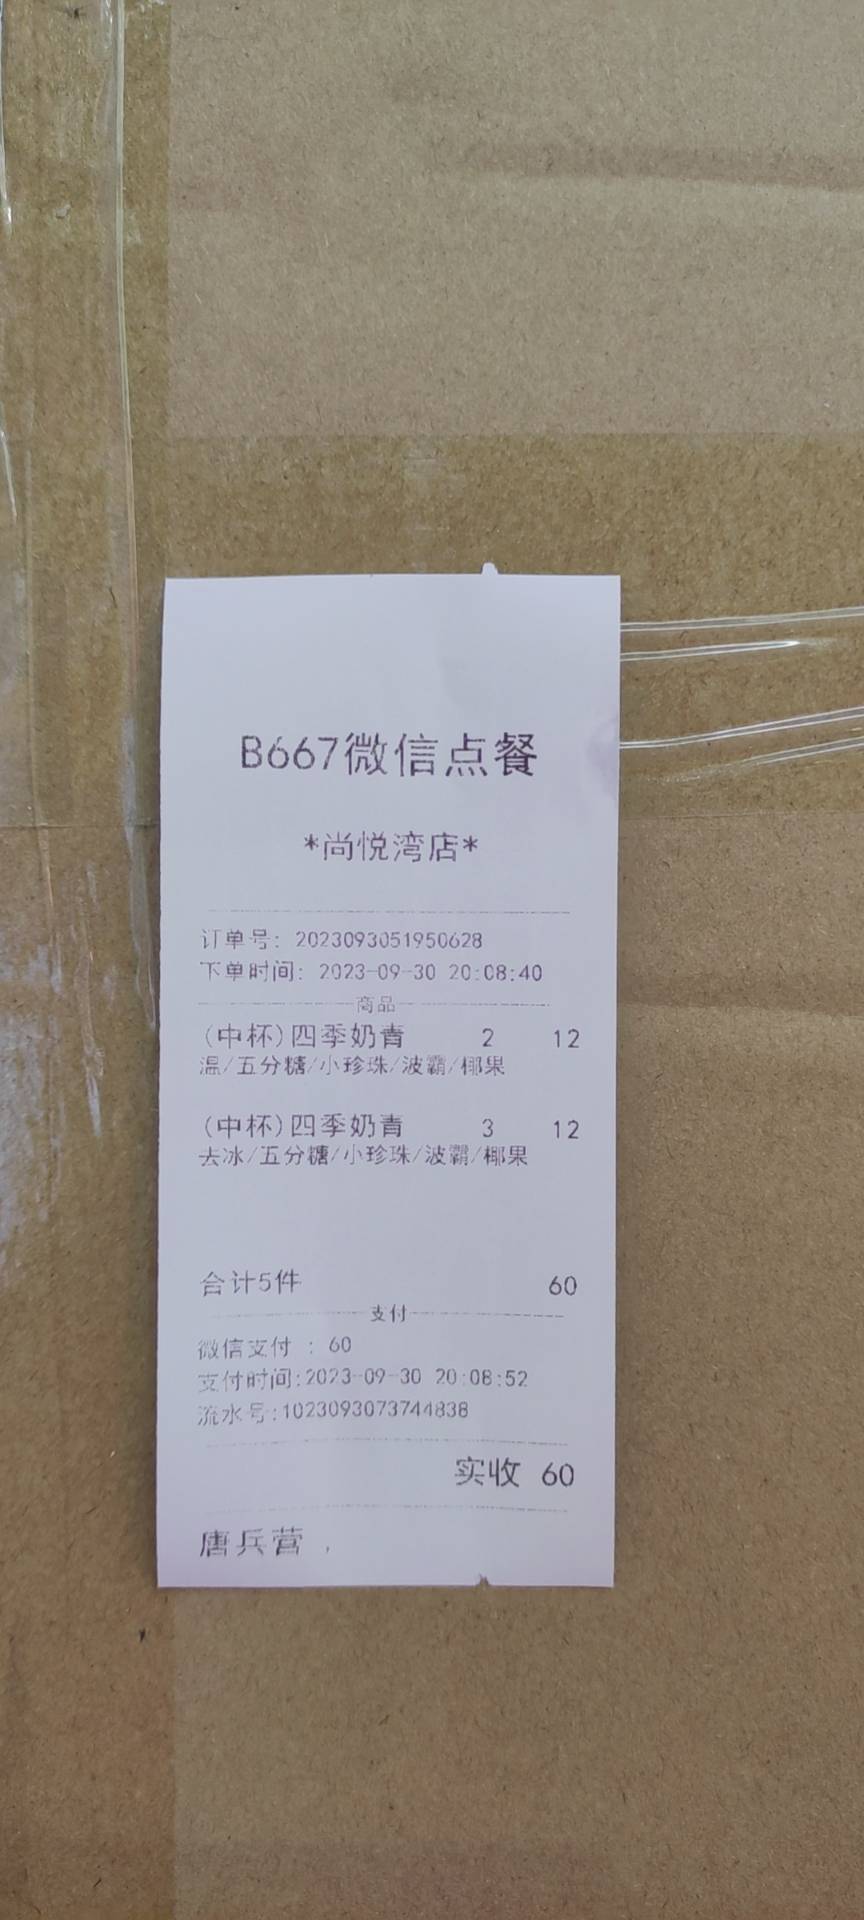 B667微信点餐
*尚悦湾店*
订单号: 2023093051950628
下单时间: 2023-09-30 20:08:40
商品
(中杯)四季奶青 2 12
温/五分糖/小珍珠/波霸/椰果
(中杯)四季奶青 3 12
去冰/五分糖/小珍珠/波霸/椰果
合计5件 60
支付
微信支付 : 60
支付时间:2023-09-30 20:08:52
流水号:1023093073744838
实收 60
唐兵营 ,